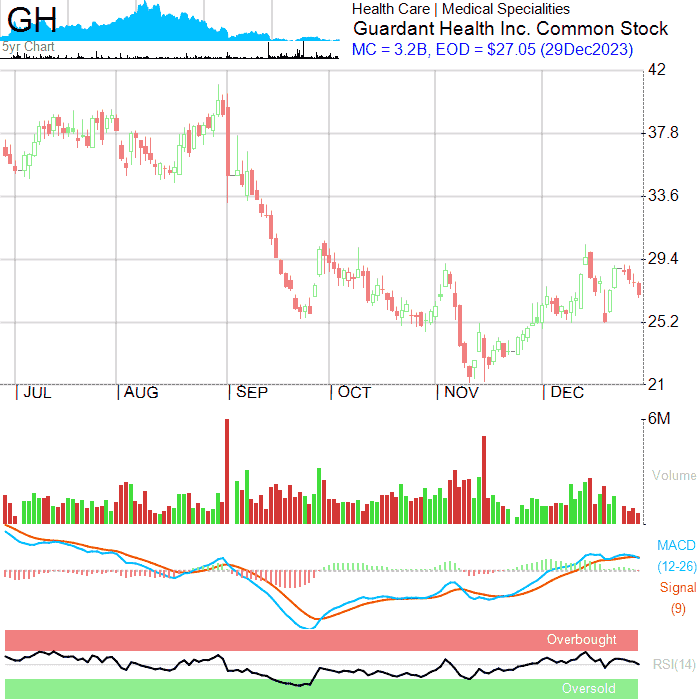 GH
5yr Chart
Health Care | Medical Specialities
Guardant Health Inc. Common Stock
MC = 3.2B, EOD = $27.05 (29Dec2023)
42
37.8
33.6
29.4
25.2
21
JUL
AUG
SEP
OCT
NOV
DEC
6M
Volume
MACD
(12-26)
Signal
(9)
Overbought
RSI(14)
Oversold